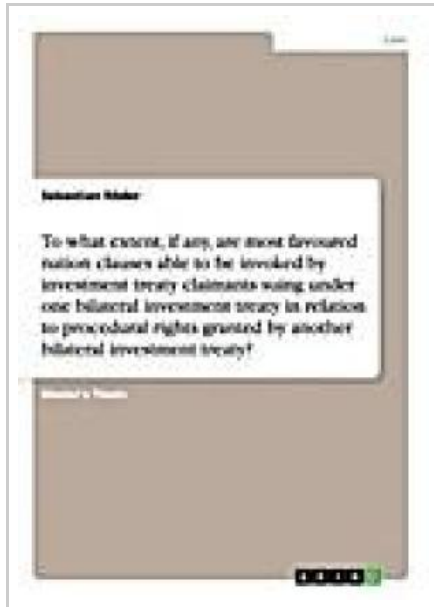 Sebastian
To what extent, if any, are most favoured
nation clauses able to be invoked by
investment treaty claimants suing under
one bilateral investment treaty in relation
to procedural rights granted by another
bilateral investment treaty?
Master's Thesis
GRIN